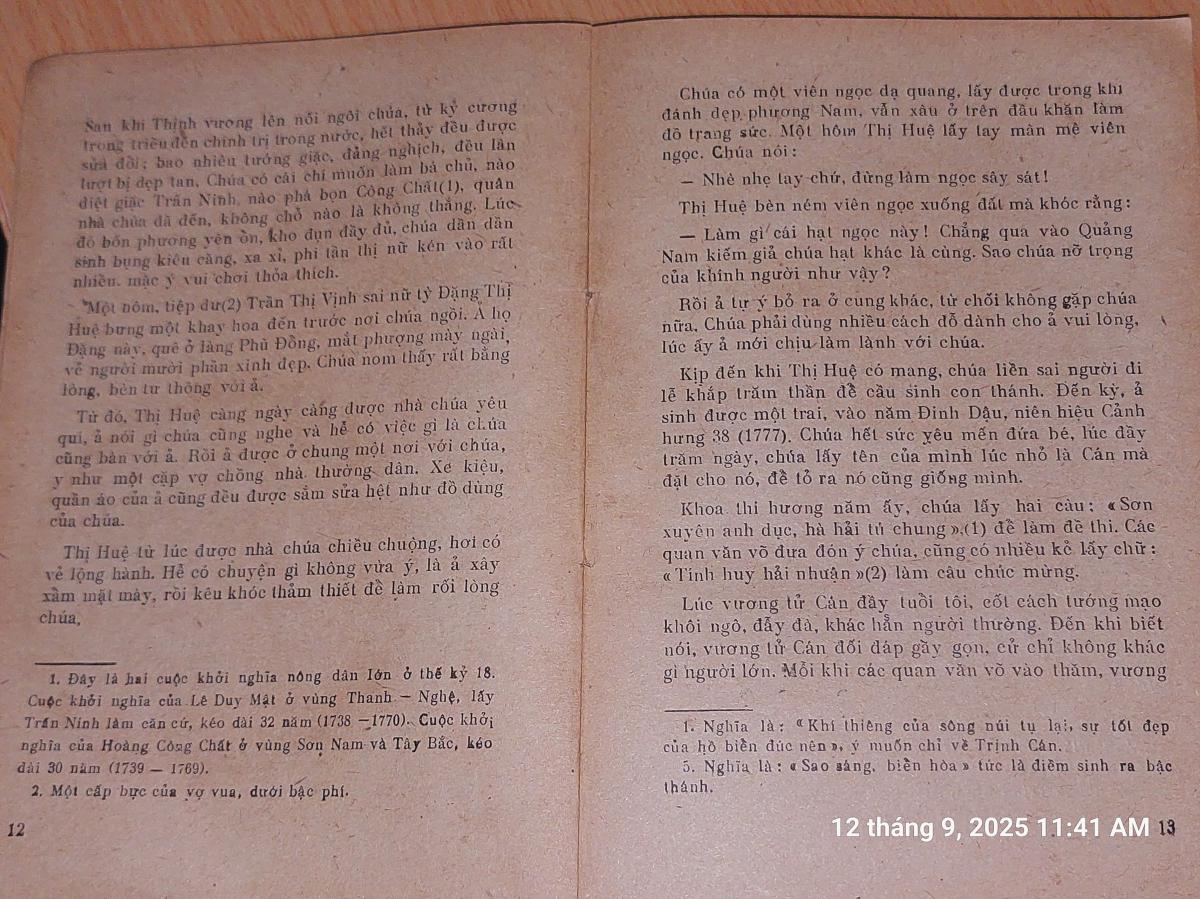 Sau khi Thịnh vương lên nối ngôi chúa, từ kỷ cương
trong triều đến chính trị trong nước, hết thảy đều được
sửa đổi; bao nhiêu tướng giặc, đảng nghịch, đều lần
lượt bị dẹp tan. Chúa có cái chí muốn làm bá chủ, nào
diệt giặc Trấn Ninh, nào phá bọn Công Chất(1), quân
nhà chúa đã đến, không chỗ nào là không thắng. Lúc
đó bốn phương yên ổn, kho đụn đầy đủ, chúa dần dần
sinh bụng kiêu căng, xa xỉ, phi tần thị nữ kén vào rất
nhiều, mặc ý vui chơi thỏa thích.
Một hôm, tiệp dư(2) Trần Thị Vịnh sai nữ tỳ Đặng Thị
Huệ bưng một khay hoa đến trước nơi chúa ngồi. Ả họ
Đặng này, quê ở làng Phù Đổng, mắt phượng mày ngài,
vẻ người mười phần xinh đẹp. Chúa nom thấy rất bằng
lòng, bèn tư thông với ả.
Từ đó, Thị Huệ càng ngày càng được nhà chúa yêu
quí, ả nói gì chúa cũng nghe và hễ có việc gì là chúa
cũng bàn với ả. Rồi ả được ở chung một nơi với chúa,
y như một cặp vợ chồng nhà thường dân. Xe kiệu,
quần áo của ả cũng đều được sắm sửa hệt như đồ dùng
của chúa.
Thị Huệ từ lúc được nhà chúa chiều chuộng, hơi có
vẻ lộng hành. Hễ có chuyện gì không vừa ý, là ả xây
xầm mặt mày, rồi kêu khóc thảm thiết để làm rối lòng
chúa,
1. Đây là hai cuộc khởi nghĩa nông dân lớn ở thế kỷ 18.
Cuộc khởi nghĩa của Lê Duy Mật ở vùng Thanh — Nghệ, lấy
Trấn Ninh làm căn cứ, kéo dài 32 năm (1738 —1770). Cuộc khởi
nghĩa của Hoàng Công Chất ở vùng Sơn Nam và Tây Bắc, kéo
dài 30 năm (1739 — 1769).
2. Một cấp bực của vợ vua, dưới bậc phi.
12
Chúa có một viên ngọc dạ quang, lấy được trong khi
đánh dẹp phương Nam, vẫn xâu ở trên đầu khăn làm
đồ trang sức. Một hôm Thị Huệ lấy tay mân mê viên
ngọc. Chúa nói:
— Nhè nhẹ tay chứ, đừng làm ngọc sây sát!
Thị Huệ bèn ném viên ngọc xuống đất mà khóc rằng:
— Làm gì cái hạt ngọc này! Chẳng quá vào Quảng
Nam kiếm giả chúa hạt khác là cùng. Sao chúa nỡ trọng
của khinh người như vậy?
Rồi ả tự ý bỏ ra ở cung khác, từ chối không gặp chúa
nữa. Chúa phải dùng nhiều cách dỗ dành cho ả vui lòng,
lúc ấy ả mới chịu làm lành với chúa.
Kịp đến khi Thị Huệ có mang, chúa liền sai người đi
lễ khắp trăm thần để cầu sinh con thánh. Đến kỳ, ả
sinh được một trai, vào năm Đinh Dậu, niên hiệu Cảnh
hưng 38 (1777). Chúa hết sức yêu mến đứa bé, lúc đầy
trăm ngày, chúa lấy tên của mình lúc nhỏ là Cán mà
đặt cho nó, để tỏ ra nó cũng giống mình.
Khoa thi hương năm ấy, chúa lấy hai câu: «Sơn
xuyên anh dục, hà hải tú chung»,(1) để làm đề thi. Các
quan văn võ đưa đón ý chúa, cũng có nhiều kẻ lấy chữ:
«Tinh huy hải nhuận»(2) làm câu chúc mừng.
Lúc vương tử Cán đầy tuổi tôi, cốt cách tướng mạo
khôi ngô, đẫy đà, khác hẳn người thường. Đến khi biết
nói, vương tử Cán đối đáp gãy gọn, cử chỉ không khác
gì người lớn. Mỗi khi các quan văn võ vào thăm, vương
1. Nghĩa là: «Khí thiêng của sông núi tụ lại, sự tốt đẹp
của hồ biển đúc nên», ý muốn chỉ về Trịnh Cán.
5. Nghĩa là: «Sao sáng, biển hòa» tức là điềm sinh ra bậc
thánh.
12 tháng 9, 2025 11:41 AM
13